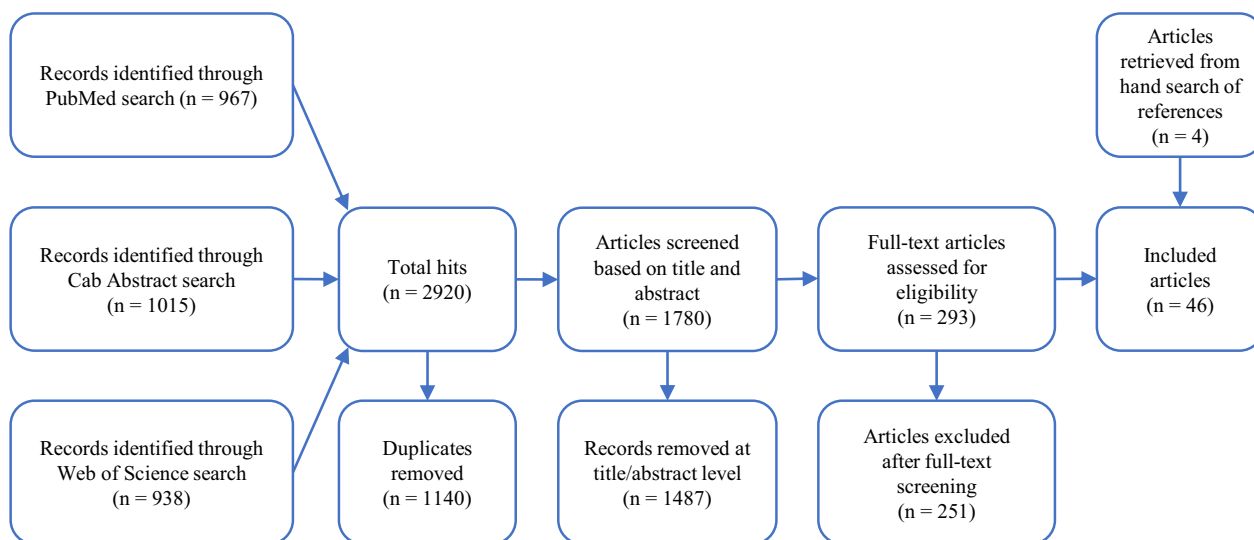 Records identified through
PubMed search (n = 967)
Articles
retrieved from
hand search of
references
(n = 4)
Records identified through
Cab Abstract search
(n = 1015)
Total hits
(n = 2920)
Articles screened
based on title and
abstract
(n = 1780)
Full-text articles
assessed for
eligibility
(n = 293)
Included
articles
(n = 46)
Records identified through
Web of Science search
(n = 938)
Duplicates
removed
(n = 1140)
Records removed at
title/abstract level
(n = 1487)
Articles excluded
after full-text
screening
(n = 251)